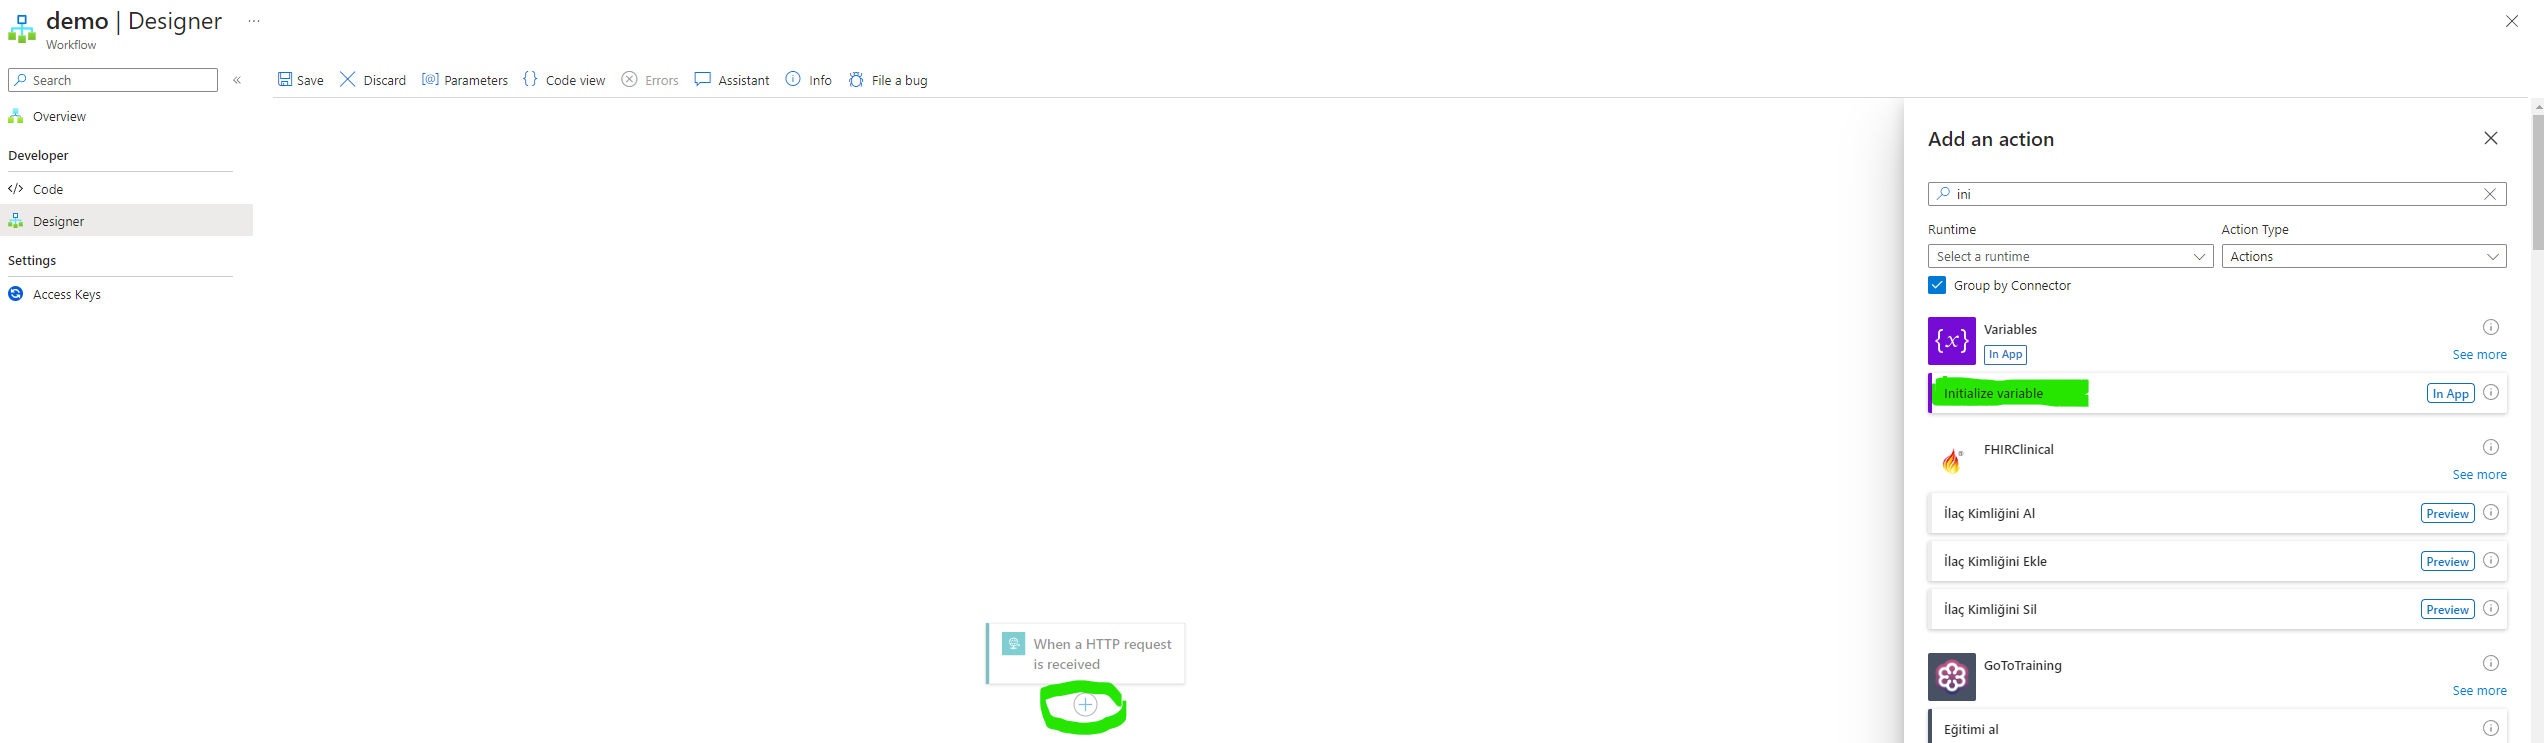 demo | Designer ...
Workflow
Search
«
Save
Discard
Parameters
Code view
Errors
Assistant
Info
File a bug
Overview
Developer
Code
Designer
Settings
Access Keys
When a HTTP request
is received
Add an action
ini
Runtime
Action Type
Select a runtime
Actions
Group by Connector
{x}
Variables
In App
See more
Initialize variable
In App
FHIRClinical
See more
İlaç Kimliğini Al
Preview
İlaç Kimliğini Ekle
Preview
İlaç Kimliğini Sil
Preview
GoToTraining
See more
Eğitimi al